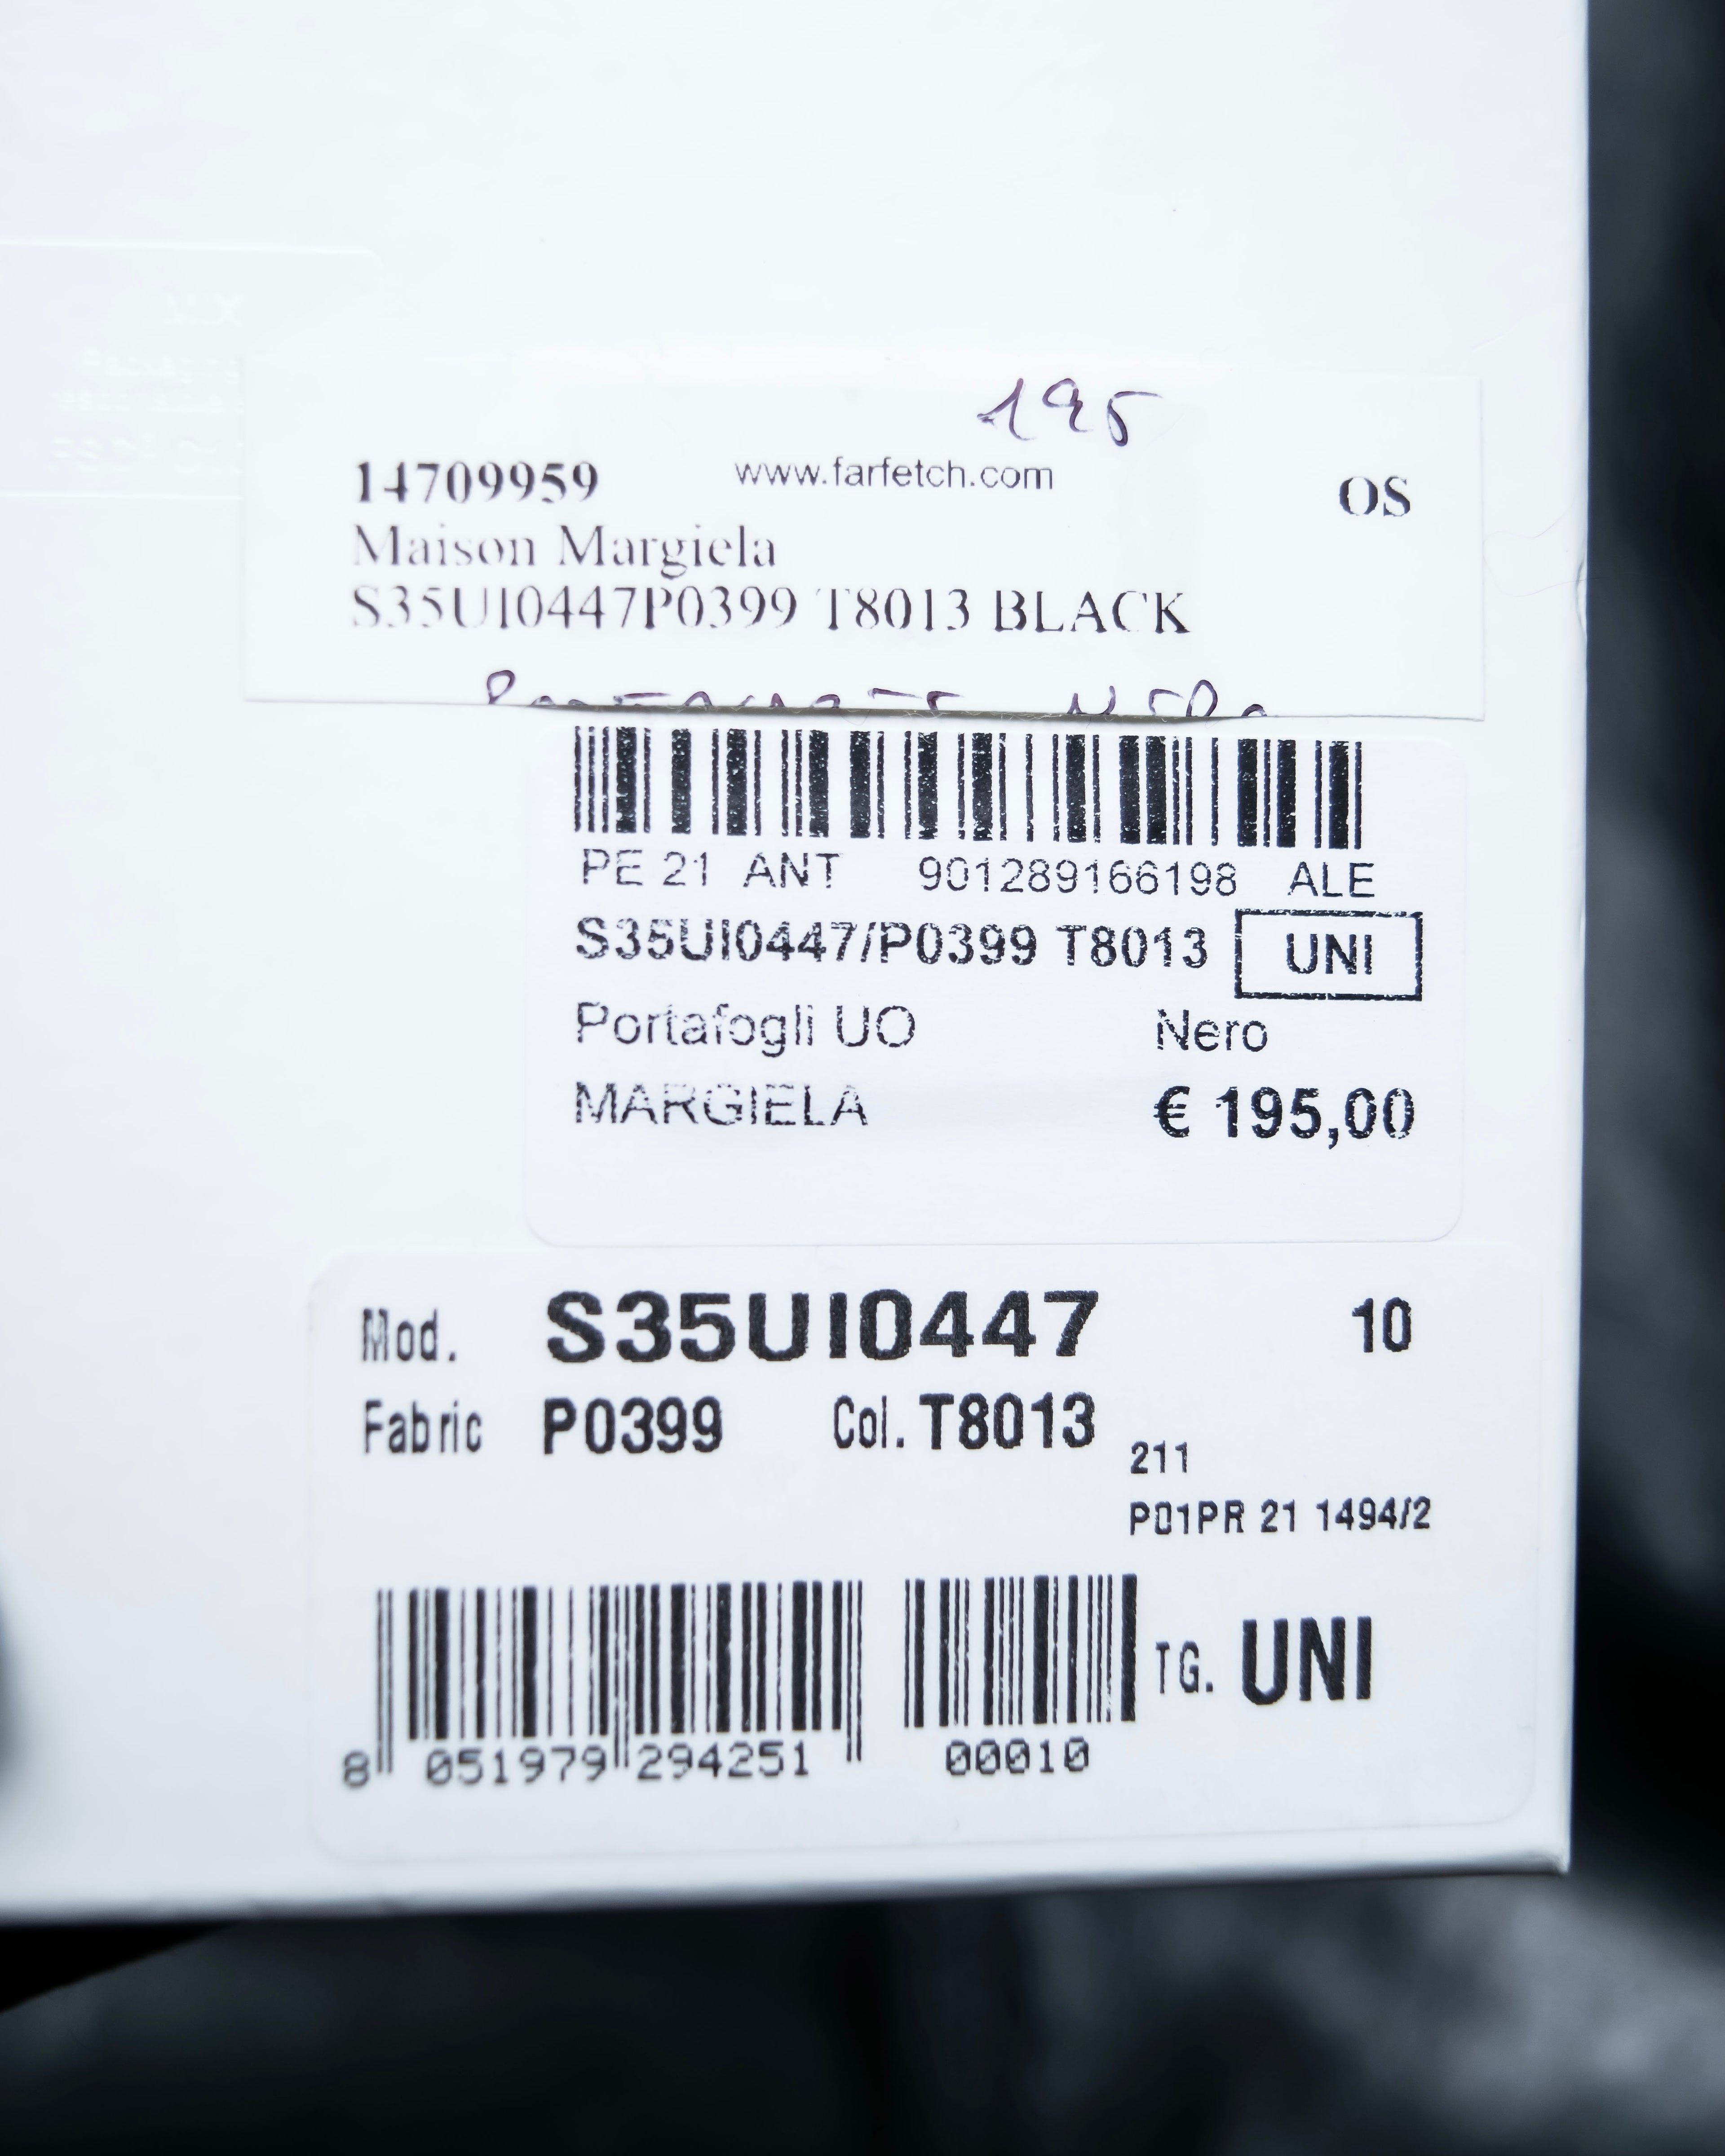 195
14709959 www.farfetch.com OS
Maison Margiela
S35UI0447P0399 T8013 BLACK
PE 21 ANT 901289166198 ALE
S35UI0447/P0399 T8013 UNI
Portafogli UO Nero
MARGIELA € 195,00
Mod. S35UI0447 10
Fabric P0399 Col. T8013
211
P01PR 21 1494/2
TG. UNI
8 051979 294251 00010